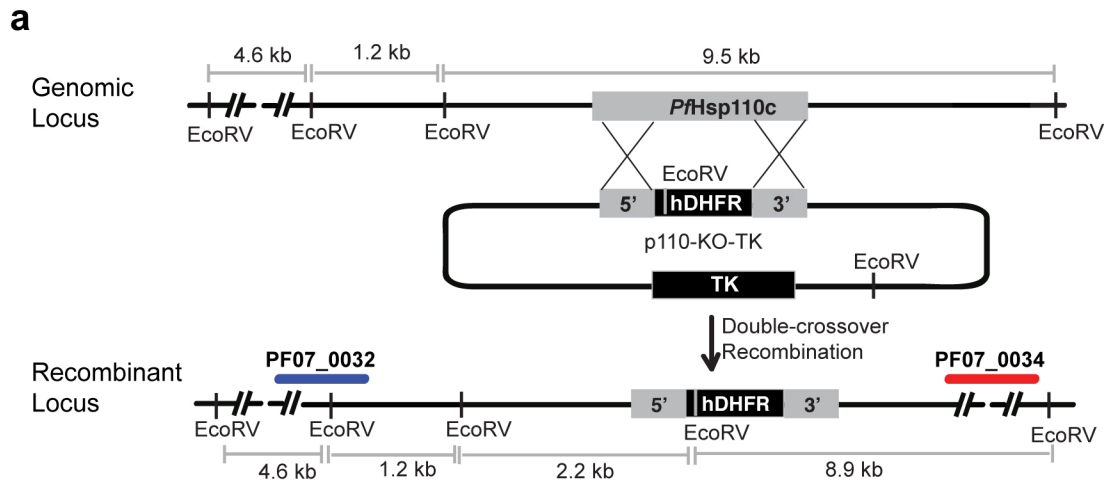 a
4.6 kb 1.2 kb 9.5 kb
Genomic
Locus
PfHsp110c
EcoRV EcoRV EcoRV EcoRV
EcoRV
5’ hDHFR 3’
p110-KO-TK
EcoRV
TK
Double-crossover
Recombination
PF07_0032 PF07_0034
Recombinant
Locus
5’ hDHFR 3’
EcoRV EcoRV EcoRV EcoRV EcoRV
4.6 kb 1.2 kb 2.2 kb 8.9 kb